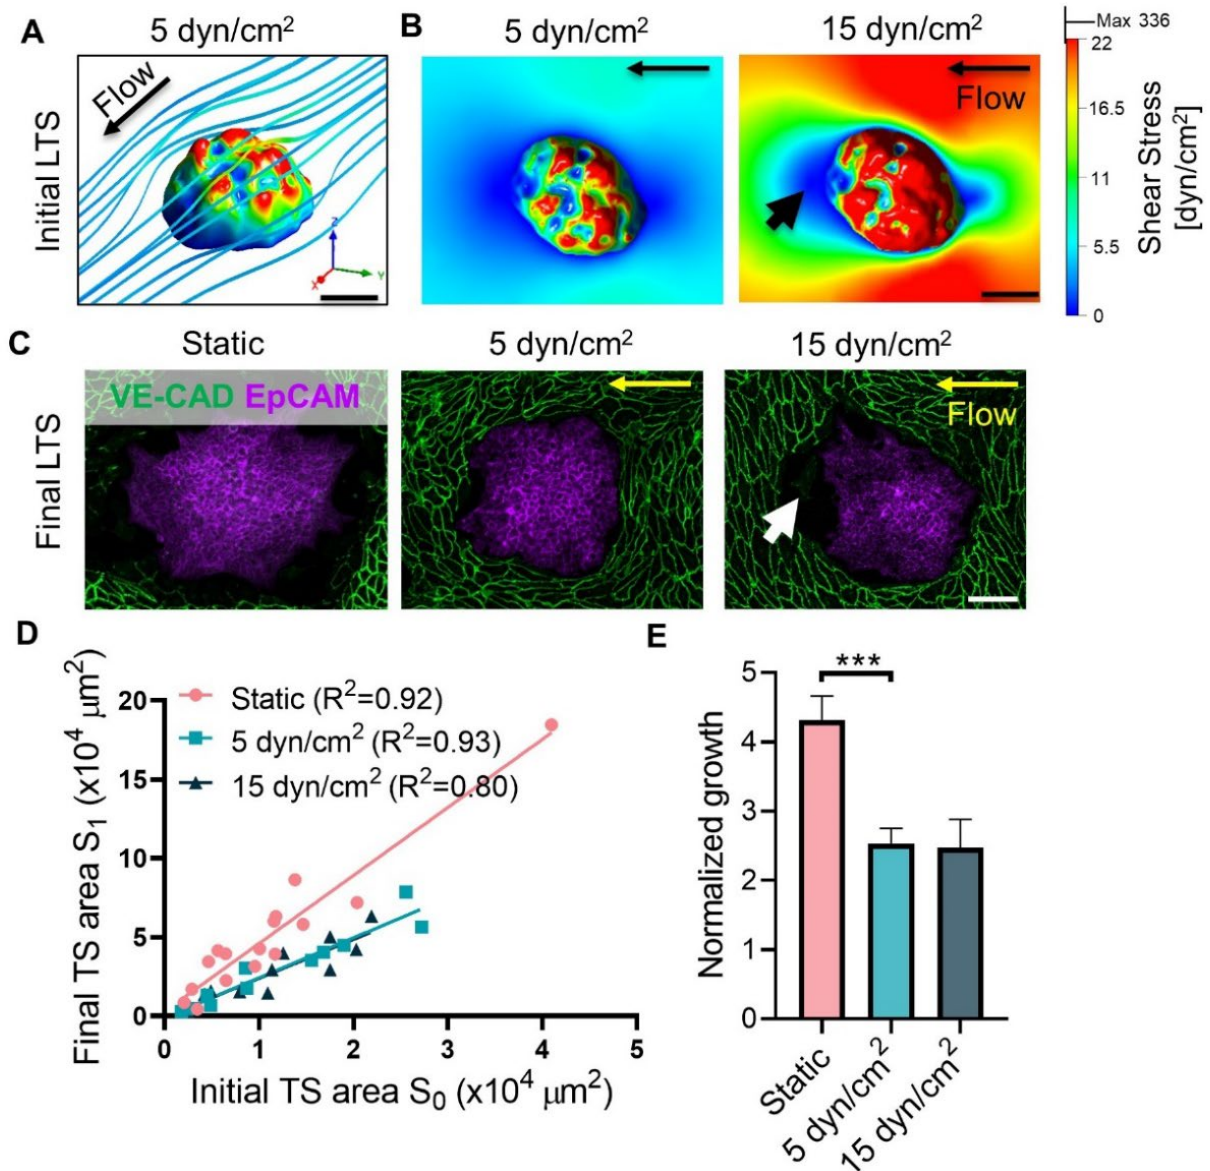 A
5 dyn/cm²
B
5 dyn/cm²
15 dyn/cm²
Max 336
22
16.5
11
5.5
0
Shear Stress
[dyn/cm²]
Initial LTS
Flow
Z
Y
X
Flow
C
Static
5 dyn/cm²
15 dyn/cm²
Final LTS
VE-CAD EpCAM
Flow
D
Final TS area S₁ (x10⁴ μm²)
20
15
10
5
0
Static (R²=0.92)
5 dyn/cm² (R²=0.93)
15 dyn/cm² (R²=0.80)
0 1 2 3 4 5
Initial TS area S₀ (x10⁴ μm²)
E
Normalized growth
5
4
3
2
1
0
***
Static
5 dyn/cm²
15 dyn/cm²